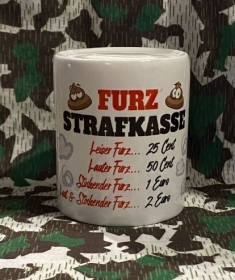 FURZ
STRAFKASSE
Leiser Furz... 25 Cent
Lauter Furz... 50 Cent
Stinkender Furz... 1 Euro
& Stinkender Furz... 2 Euro